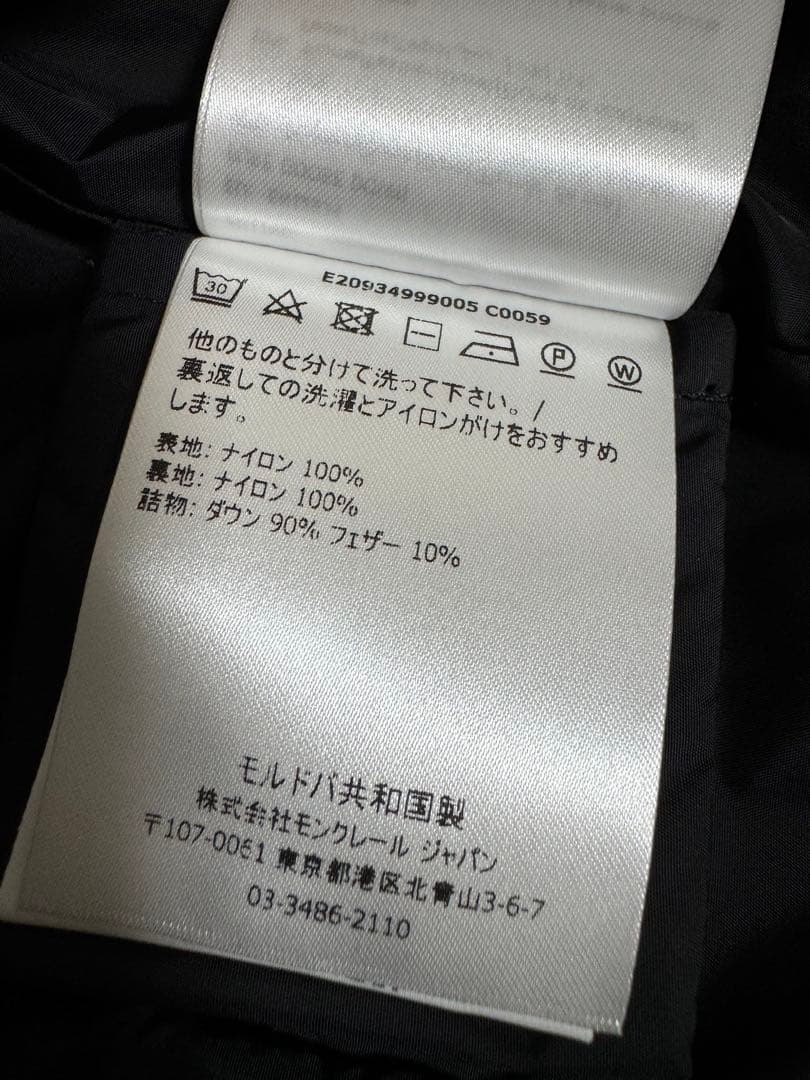 E20934999005 C0059
30
P
W
他のものと分けて洗って下さい。/
裏返しての洗濯とアイロンがけをおすすめ
します。
表地: ナイロン 100%
裏地: ナイロン 100%
詰物: ダウン 90% フェザー 10%
モルドバ共和国製
株式会社モンクレール ジャパン
〒107-0061 東京都港区北青山3-6-7
03-3486-2110